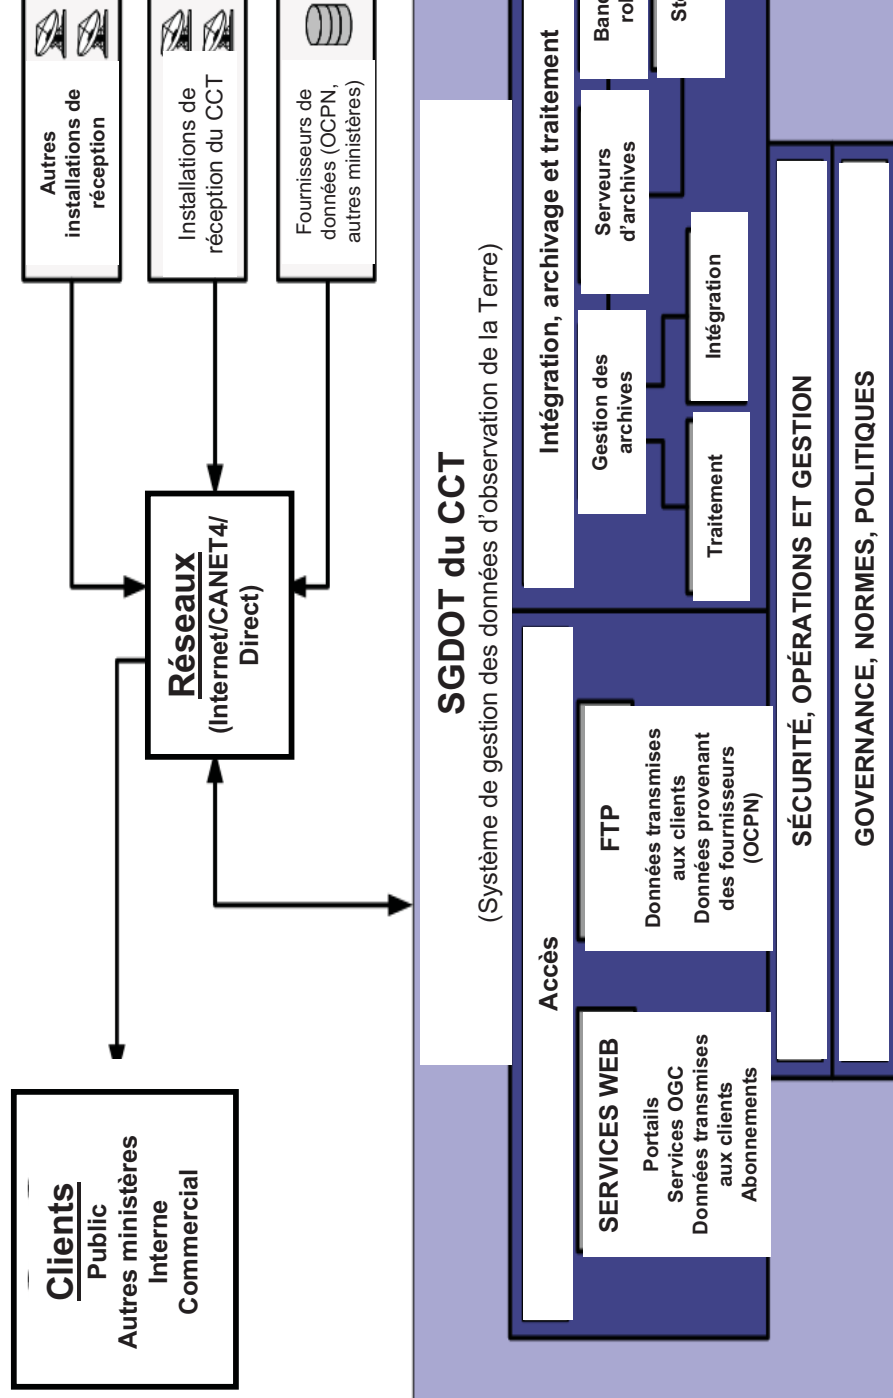 Clients
Public
Autres ministères
Interne
Commercial
Réseaux
(Internet/CANET4/
Direct)
Autres
installations de
réception
Installations de
réception du CCT
Fournisseurs de
données (OCPN,
autres ministères)
SGDOT du CCT
(Système de gestion des données d'observation de la Terre)
Accès
SERVICES WEB
Portails
Services OGC
Données transmises
aux clients
Abonnements
FTP
Données transmises
aux clients
Données provenant
des fournisseurs
(OCPN)
Intégration, archivage et traitement
Gestion des
archives
Serveurs
d'archives
Traitement
Intégration
SÉCURITÉ, OPÉRATIONS ET GESTION
GOVERNANCE, NORMES, POLITIQUES